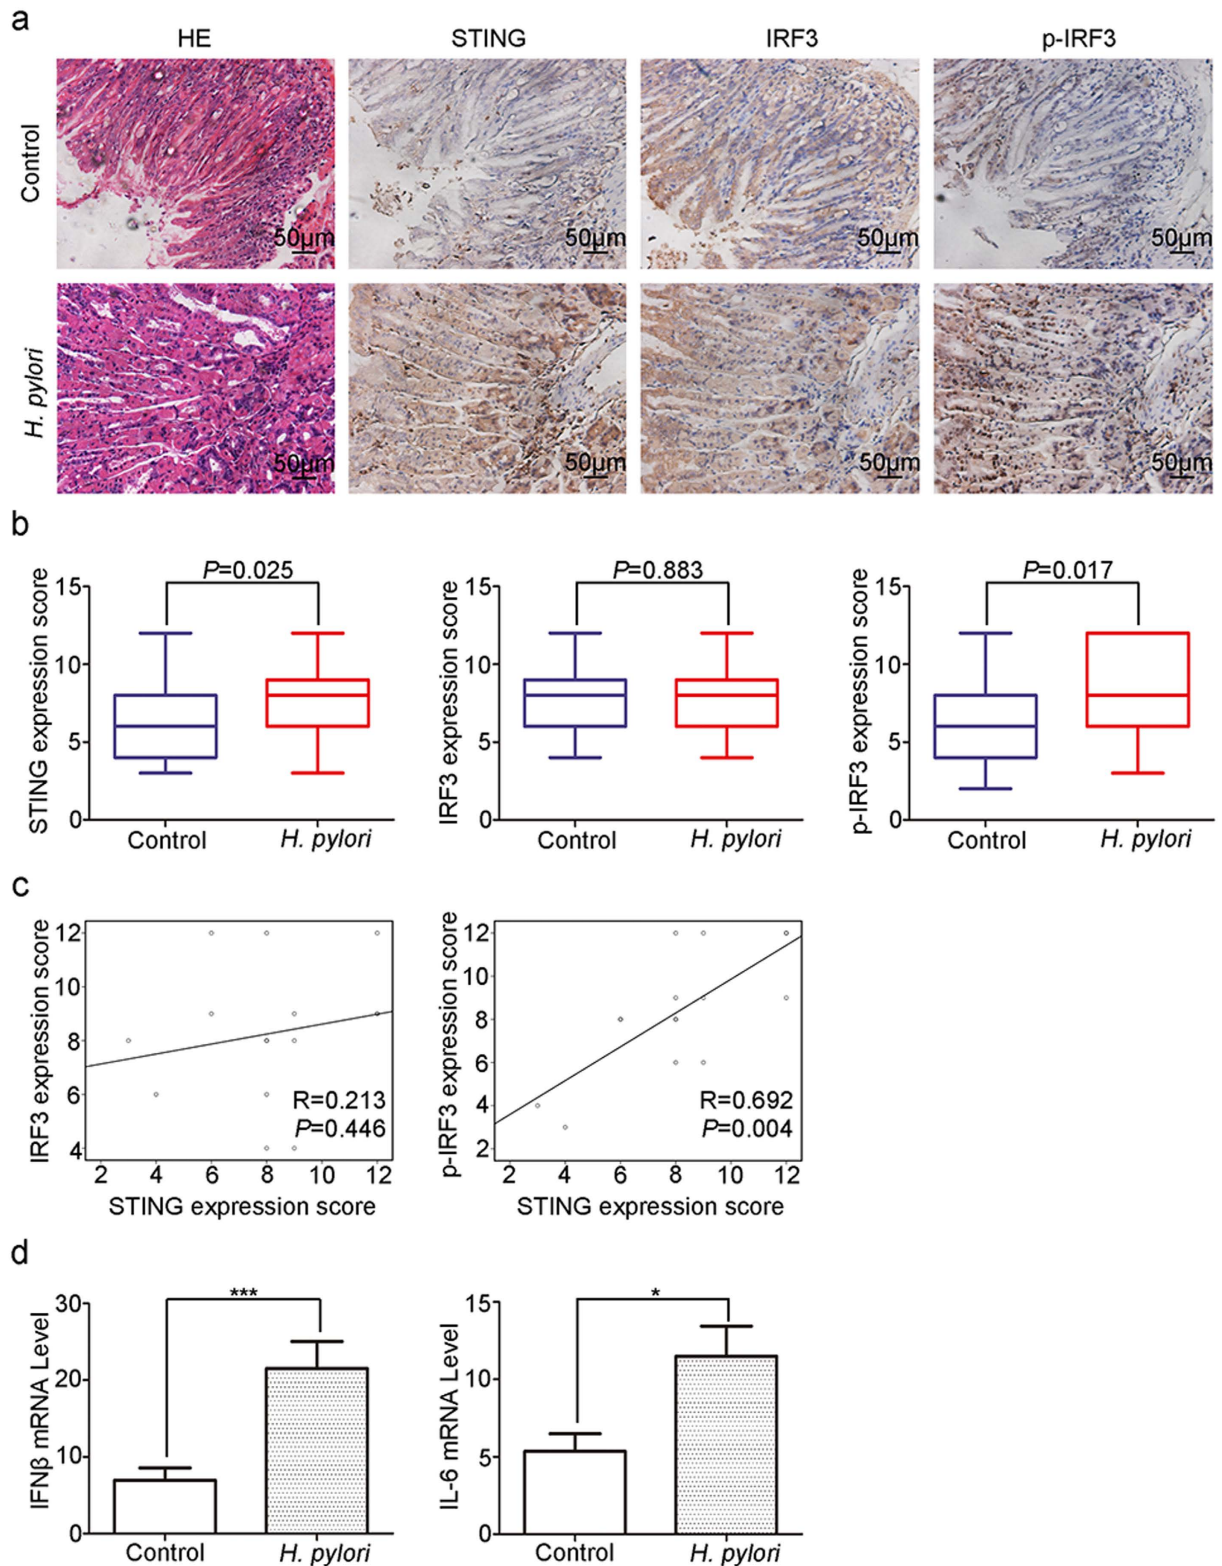 a
HE
STING
IRF3
p-IRF3
Control
50µm
50µm
50µm
50µm
H. pylori
50µm
50µm
50µm
50µm
b
STING expression score
15
10
5
0
P=0.025
Control
H. pylori
IRF3 expression score
15
10
5
0
P=0.883
Control
H. pylori
p-IRF3 expression score
15
10
5
0
P=0.017
Control
H. pylori
c
IRF3 expression score
12
10
8
6
4
R=0.213
P=0.446
2 4 6 8 10 12
STING expression score
p-IRF3 expression score
12
10
8
6
4
2
R=0.692
P=0.004
2 4 6 8 10 12
STING expression score
d
IFNβ mRNA Level
30
20
10
0
***
Control
H. pylori
IL-6 mRNA Level
15
10
5
0
*
Control
H. pylori